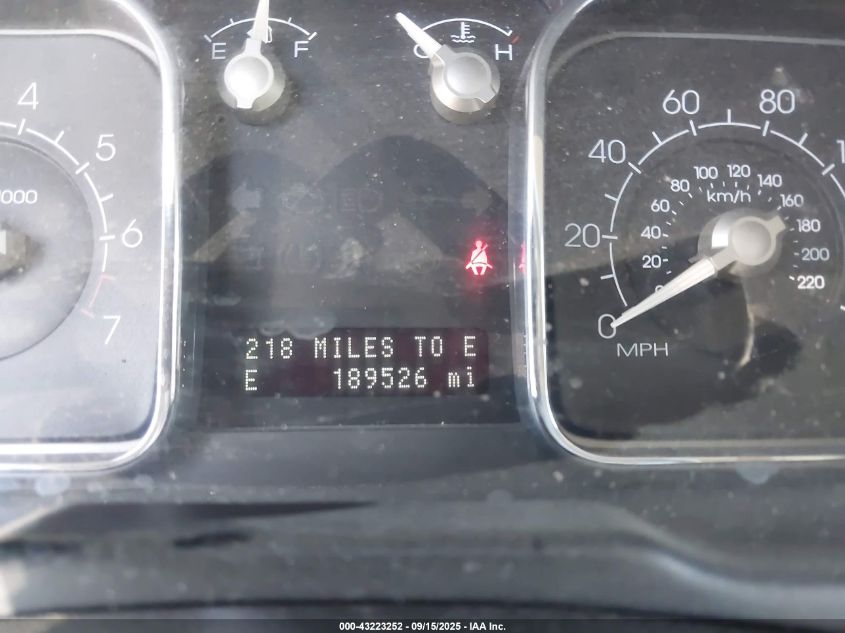 E F
C H
4
5
6
7
000
0 20 40 60 80
MPH
20 40 60 80 100 120 140 160 180 200 220
km/h
218 MILES TO E
E 189526 mi
000-43223252 - 09/15/2025 - IAA Inc.